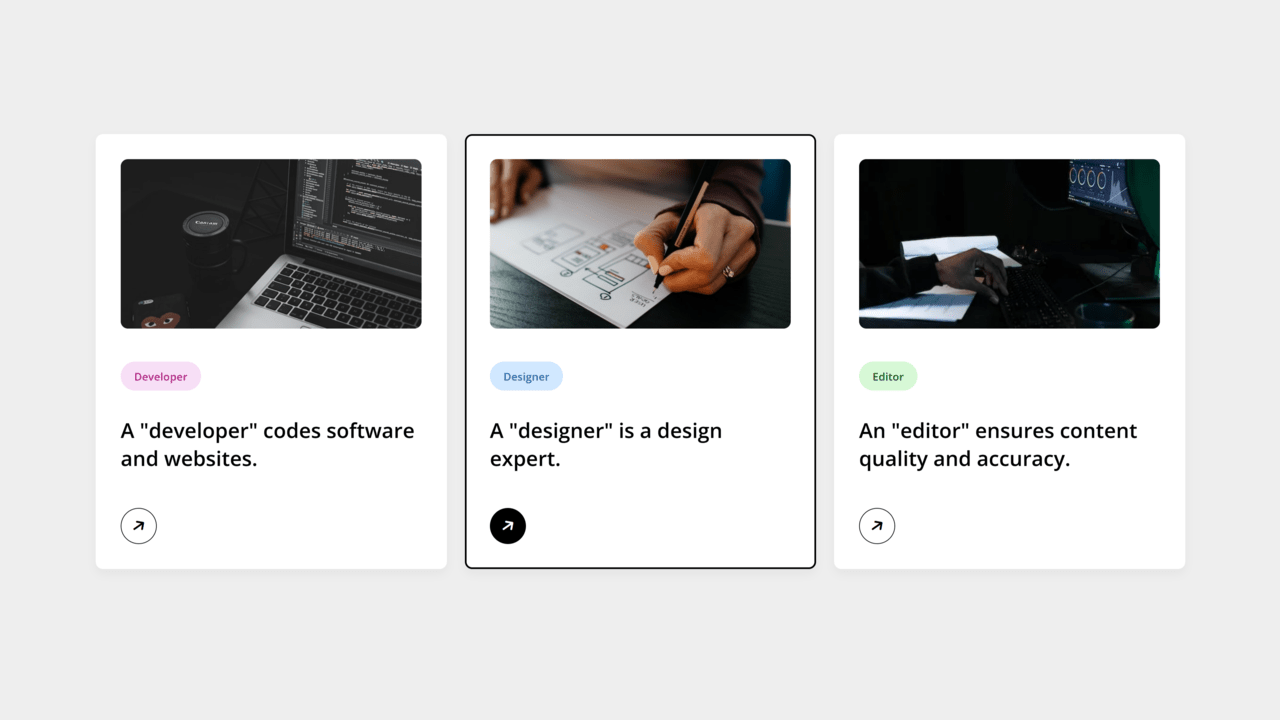 Canon
Developer
A "developer" codes software
and websites.
Designer
A "designer" is a design
expert.
Editor
An "editor" ensures content
quality and accuracy.